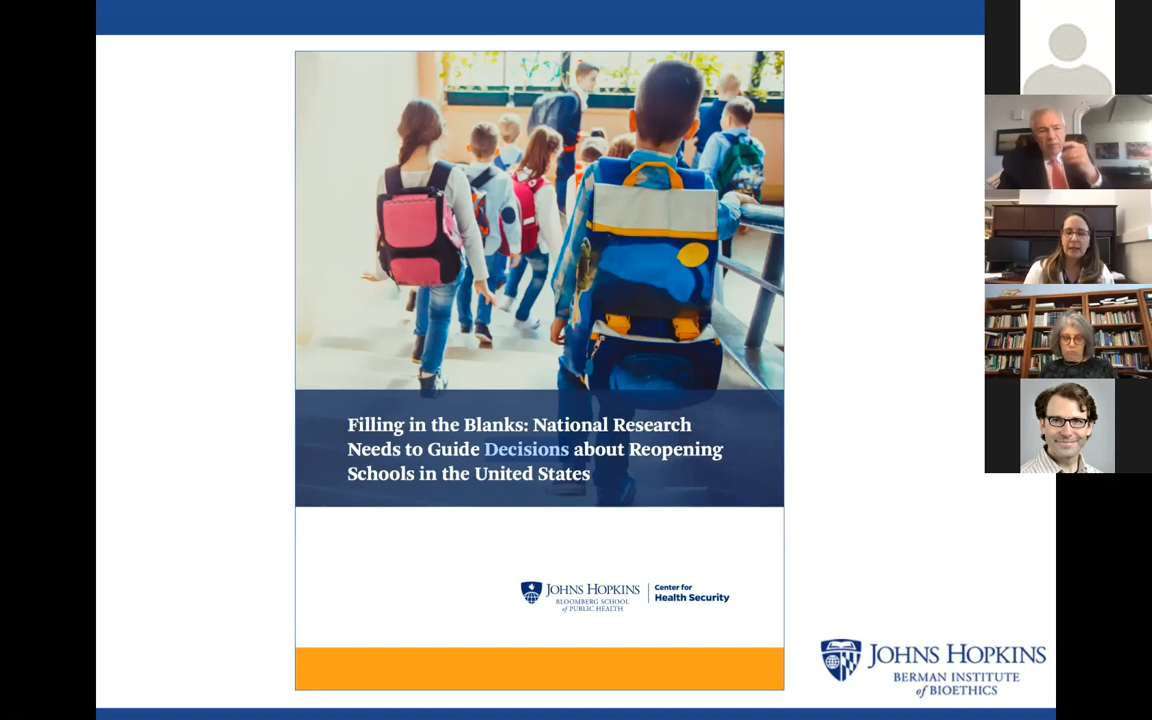 Filling in the Blanks: National Research
Needs to Guide Decisions about Reopening
Schools in the United States
JOHNS HOPKINS
BLOOMBERG SCHOOL
of PUBLIC HEALTH
Center for
Health Security
JOHNS HOPKINS
BERMAN INSTITUTE
of BIOETHICS